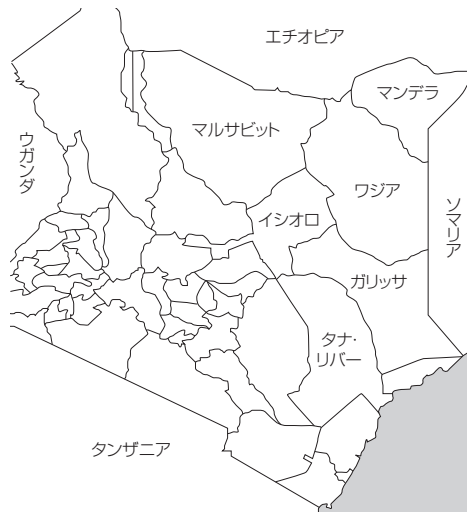 エチオピア
マンデラ
マルサビット
ウガンダ
ワジア
イシオロ
ソマリア
ガリッサ
タナ・
リバー
タンザニア